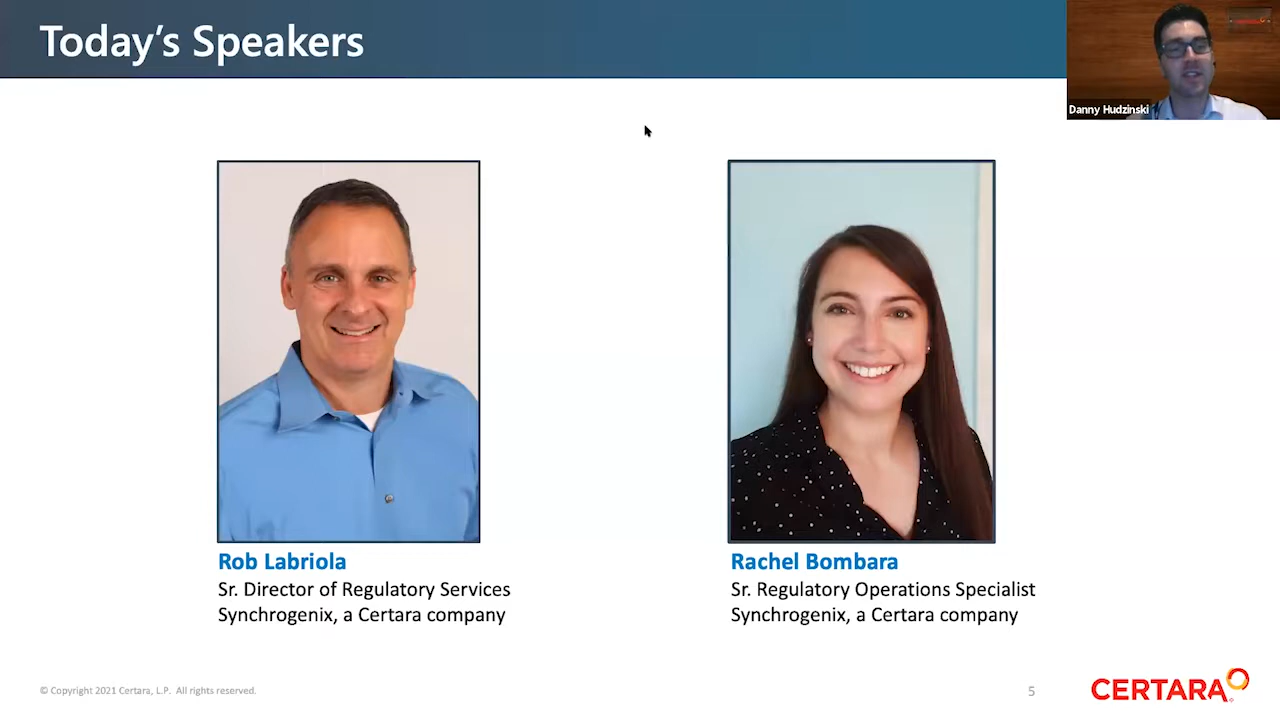 Today's Speakers
Danny Hudzinski
Rob Labriola
Sr. Director of Regulatory Services
Synchrogenix, a Certara company
Rachel Bombara
Sr. Regulatory Operations Specialist
Synchrogenix, a Certara company
© Copyright 2021 Certara, L.P. All rights reserved.
5
CERTARA